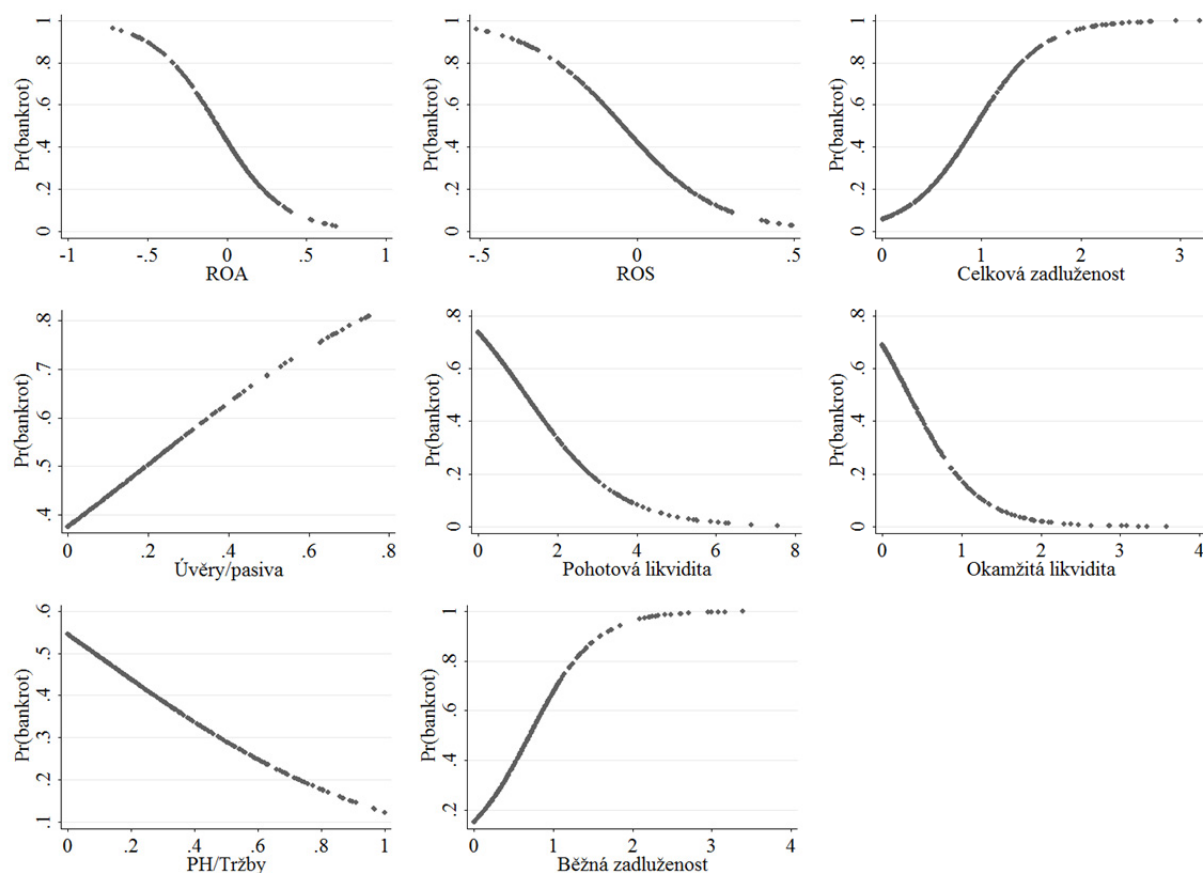 Pr(bankrot)
1
.8
.6
.4
.2
0
-1 -.5 0 .5 1
ROA
Pr(bankrot)
1
.8
.6
.4
.2
0
-.5 0 .5
ROS
Pr(bankrot)
1
.8
.6
.4
.2
0
0 1 2 3
Celková zadluženost
Pr(bankrot)
.8
.7
.6
.5
.4
0 .2 .4 .6 .8
Úvěry/pasiva
Pr(bankrot)
.8
.6
.4
.2
0
0 2 4 6 8
Pohotová likvidita
Pr(bankrot)
.8
.6
.4
.2
0
0 1 2 3 4
Okamžitá likvidita
Pr(bankrot)
.6
.5
.4
.3
.2
.1
0 .2 .4 .6 .8 1
PH/Tržby
Pr(bankrot)
1
.8
.6
.4
.2
0 1 2 3 4
Běžná zadluženost